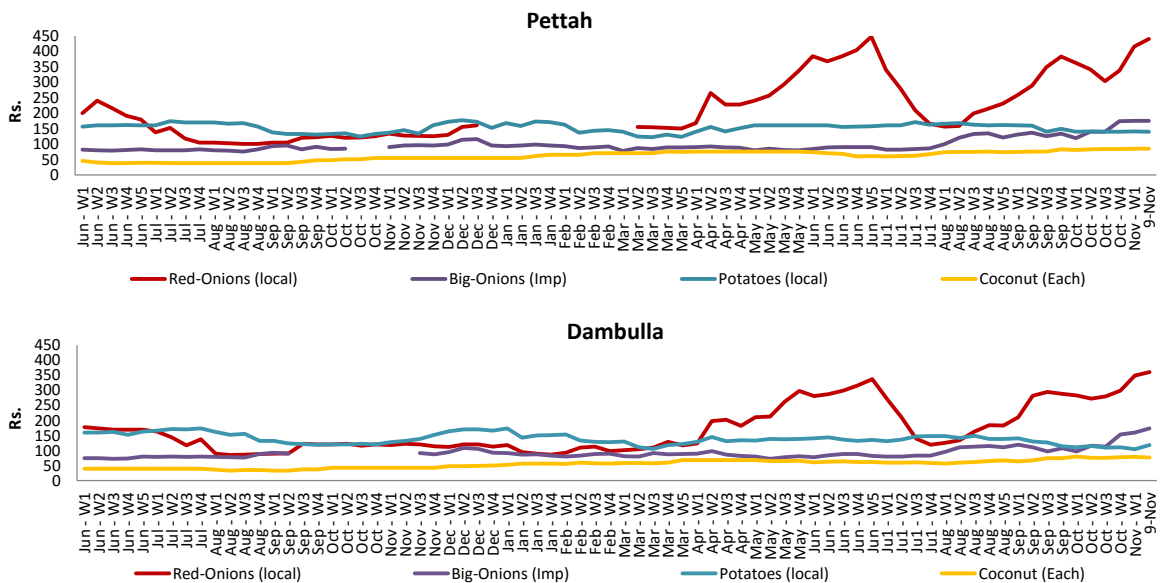 Pettah
450
400
350
300
250
200
150
100
50
0
Rs.
Jun - W1
Jun - W2
Jun - W3
Jun - W4
Jun - W5
Jul - W1
Jul - W2
Jul - W3
Jul - W4
Aug - W1
Aug - W2
Aug - W3
Aug - W4
Sep - W1
Sep - W2
Sep - W3
Sep - W4
Oct - W1
Oct - W2
Oct - W3
Oct - W4
Nov - W1
Nov - W2
Nov - W3
Nov - W4
Dec - W1
Dec - W2
Dec - W3
Dec - W4
Jan - W1
Jan - W2
Jan - W3
Jan - W4
Feb - W1
Feb - W2
Feb - W3
Feb - W4
Mar - W1
Mar - W2
Mar - W3
Mar - W4
Mar - W5
Apr - W1
Apr - W2
Apr - W3
Apr - W4
May - W1
May - W2
May - W3
May - W4
Jun - W1
Jun - W2
Jun - W3
Jun - W4
Jun - W5
Ju1 - W1
Ju1 - W2
Ju1 - W3
Ju1 - W4
Aug - W1
Aug - W2
Aug - W3
Aug - W4
Aug - W5
Sep - W1
Sep - W2
Sep - W3
Sep - W4
Oct - W1
Oct - W2
Oct - W3
Oct - W4
Nov - W1
9-Nov
Red-Onions (local) Big-Onions (Imp) Potatoes (local) Coconut (Each)
Dambulla
450
400
350
300
250
200
150
100
50
0
Rs.
Jun - W1
Jun - W2
Jun - W3
Jun - W4
Jun - W5
Jul - W1
Jul - W2
Jul - W3
Jul - W4
Aug - W1
Aug - W2
Aug - W3
Aug - W4
Sep - W1
Sep - W2
Sep - W3
Sep - W4
Oct - W1
Oct - W2
Oct - W3
Oct - W4
Nov - W1
Nov - W2
Nov - W3
Nov - W4
Dec - W1
Dec - W2
Dec - W3
Dec - W4
Jan - W1
Jan - W2
Jan - W3
Jan - W4
Feb - W1
Feb - W2
Feb - W3
Feb - W4
Mar - W1
Mar - W2
Mar - W3
Mar - W4
Mar - W5
Apr - W1
Apr - W2
Apr - W3
Apr - W4
May - W1
May - W2
May - W3
May - W4
Jun - W1
Jun - W2
Jun - W3
Jun - W4
Jun - W5
Ju1 - W1
Ju1 - W2
Ju1 - W3
Ju1 - W4
Aug - W1
Aug - W2
Aug - W3
Aug - W4
Aug - W5
Sep - W1
Sep - W2
Sep - W3
Sep - W4
Oct - W1
Oct - W2
Oct - W3
Oct - W4
Nov - W1
9-Nov
Red-Onions (local) Big-Onions (Imp) Potatoes (local) Coconut (Each)